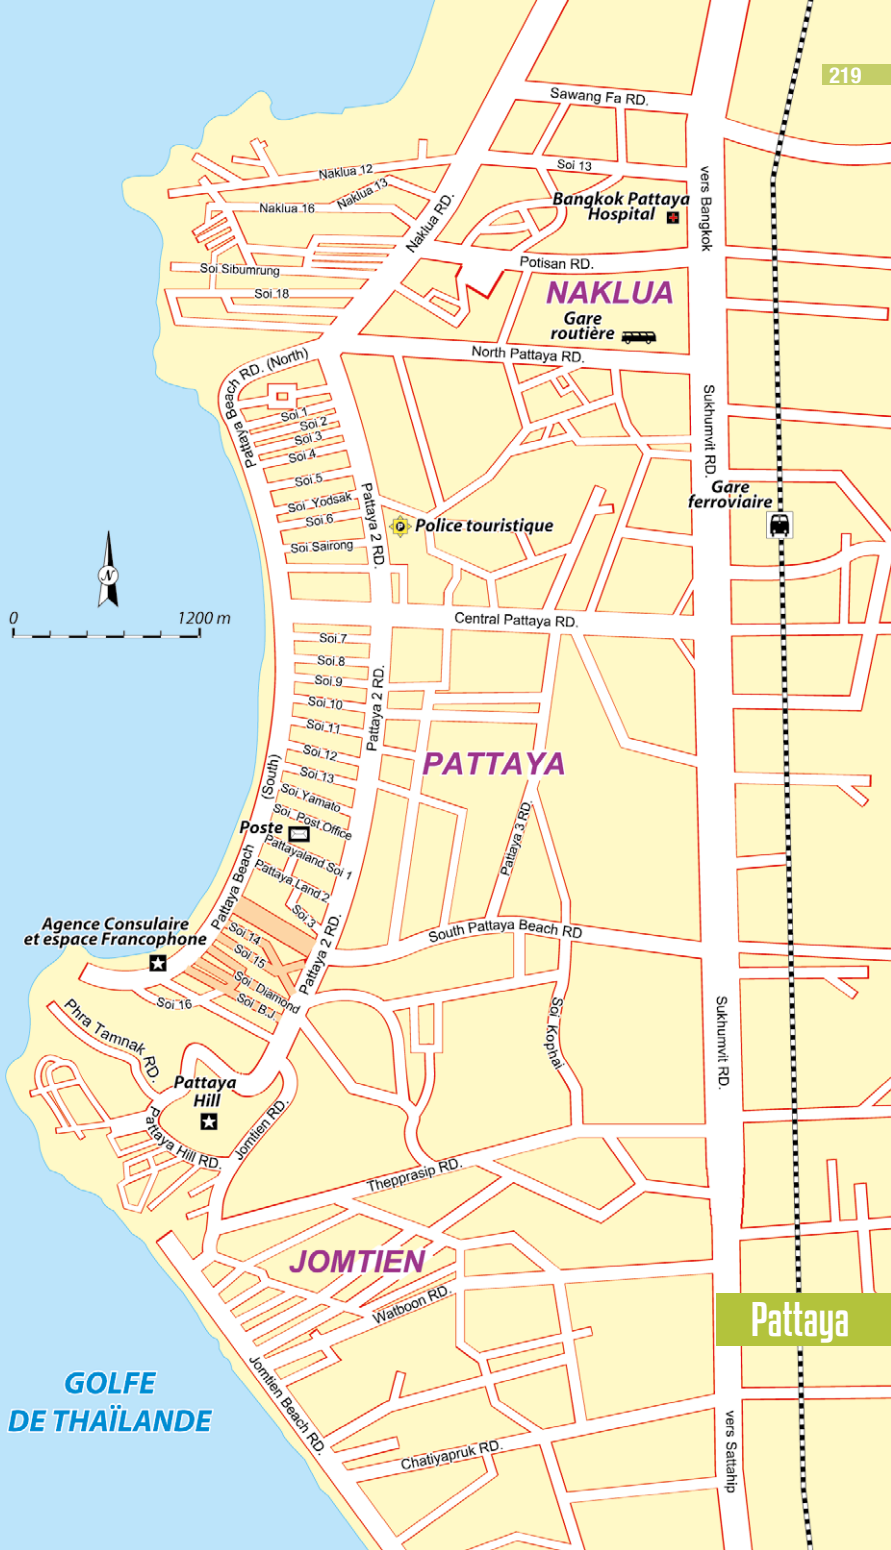 219
Sawang Fa RD.
Soi 13
Naklua 12
Naklua 13
Naklua 16
Naklua RD.
vers Bangkok
Bangkok Pattaya
Hospital
Soi Sibumrung
Potisan RD.
Soi 18
NAKLUA
Gare
routière
North Pattaya RD.
Pattaya Beach RD. (North)
Soi 1
Soi 2
Soi 3
Soi 4
Soi 5
Soi Yodsak
Soi 6
Soi Sairong
Pattaya 2 RD.
Sukhumvit RD.
Gare
ferroviaire
Police touristique
N
0 1200 m
Central Pattaya RD.
Soi 7
Soi 8
Soi 9
Soi 10
Soi 11
Soi 12
Soi 13
Soi Yamato
Soi Post Office
Pattaya 2 RD.
PATTAYA
Poste
Pattayaland Soi 1
Pattaya Land 2
Soi 3
Pattaya Beach (South)
Pattaya 3 RD.
Agence Consulaire
et espace Francophone
Soi 14
Soi 15
Soi Diamond
Soi B.J.
Soi 16
Pattaya 2 RD.
South Pattaya Beach RD
Soi Kophai
Sukhumvit RD.
Phra Tamnak RD.
Pattaya
Hill
Pattaya Hill RD.
Jomtien RD.
Thepprasip RD.
JOMTIEN
Watboon RD.
Pattaya
Jomtien Beach RD.
GOLFE
DE THAÏLANDE
Chatiyapruk RD.
vers Sattahip